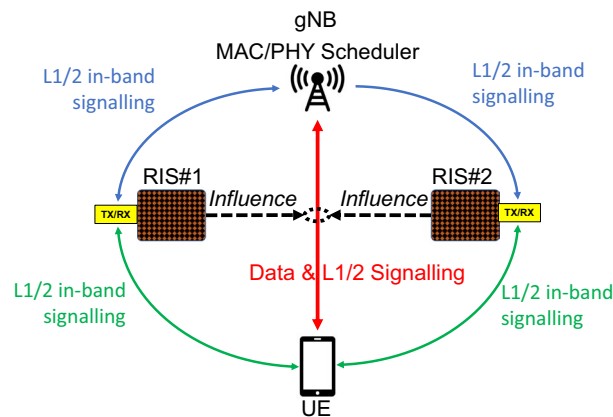 gNB
MAC/PHY Scheduler
L1/2 in-band
signalling
L1/2 in-band
signalling
RIS#1
RIS#2
Influence
Influence
TX/RX
TX/RX
Data & L1/2 Signalling
L1/2 in-band
signalling
L1/2 in-band
signalling
UE